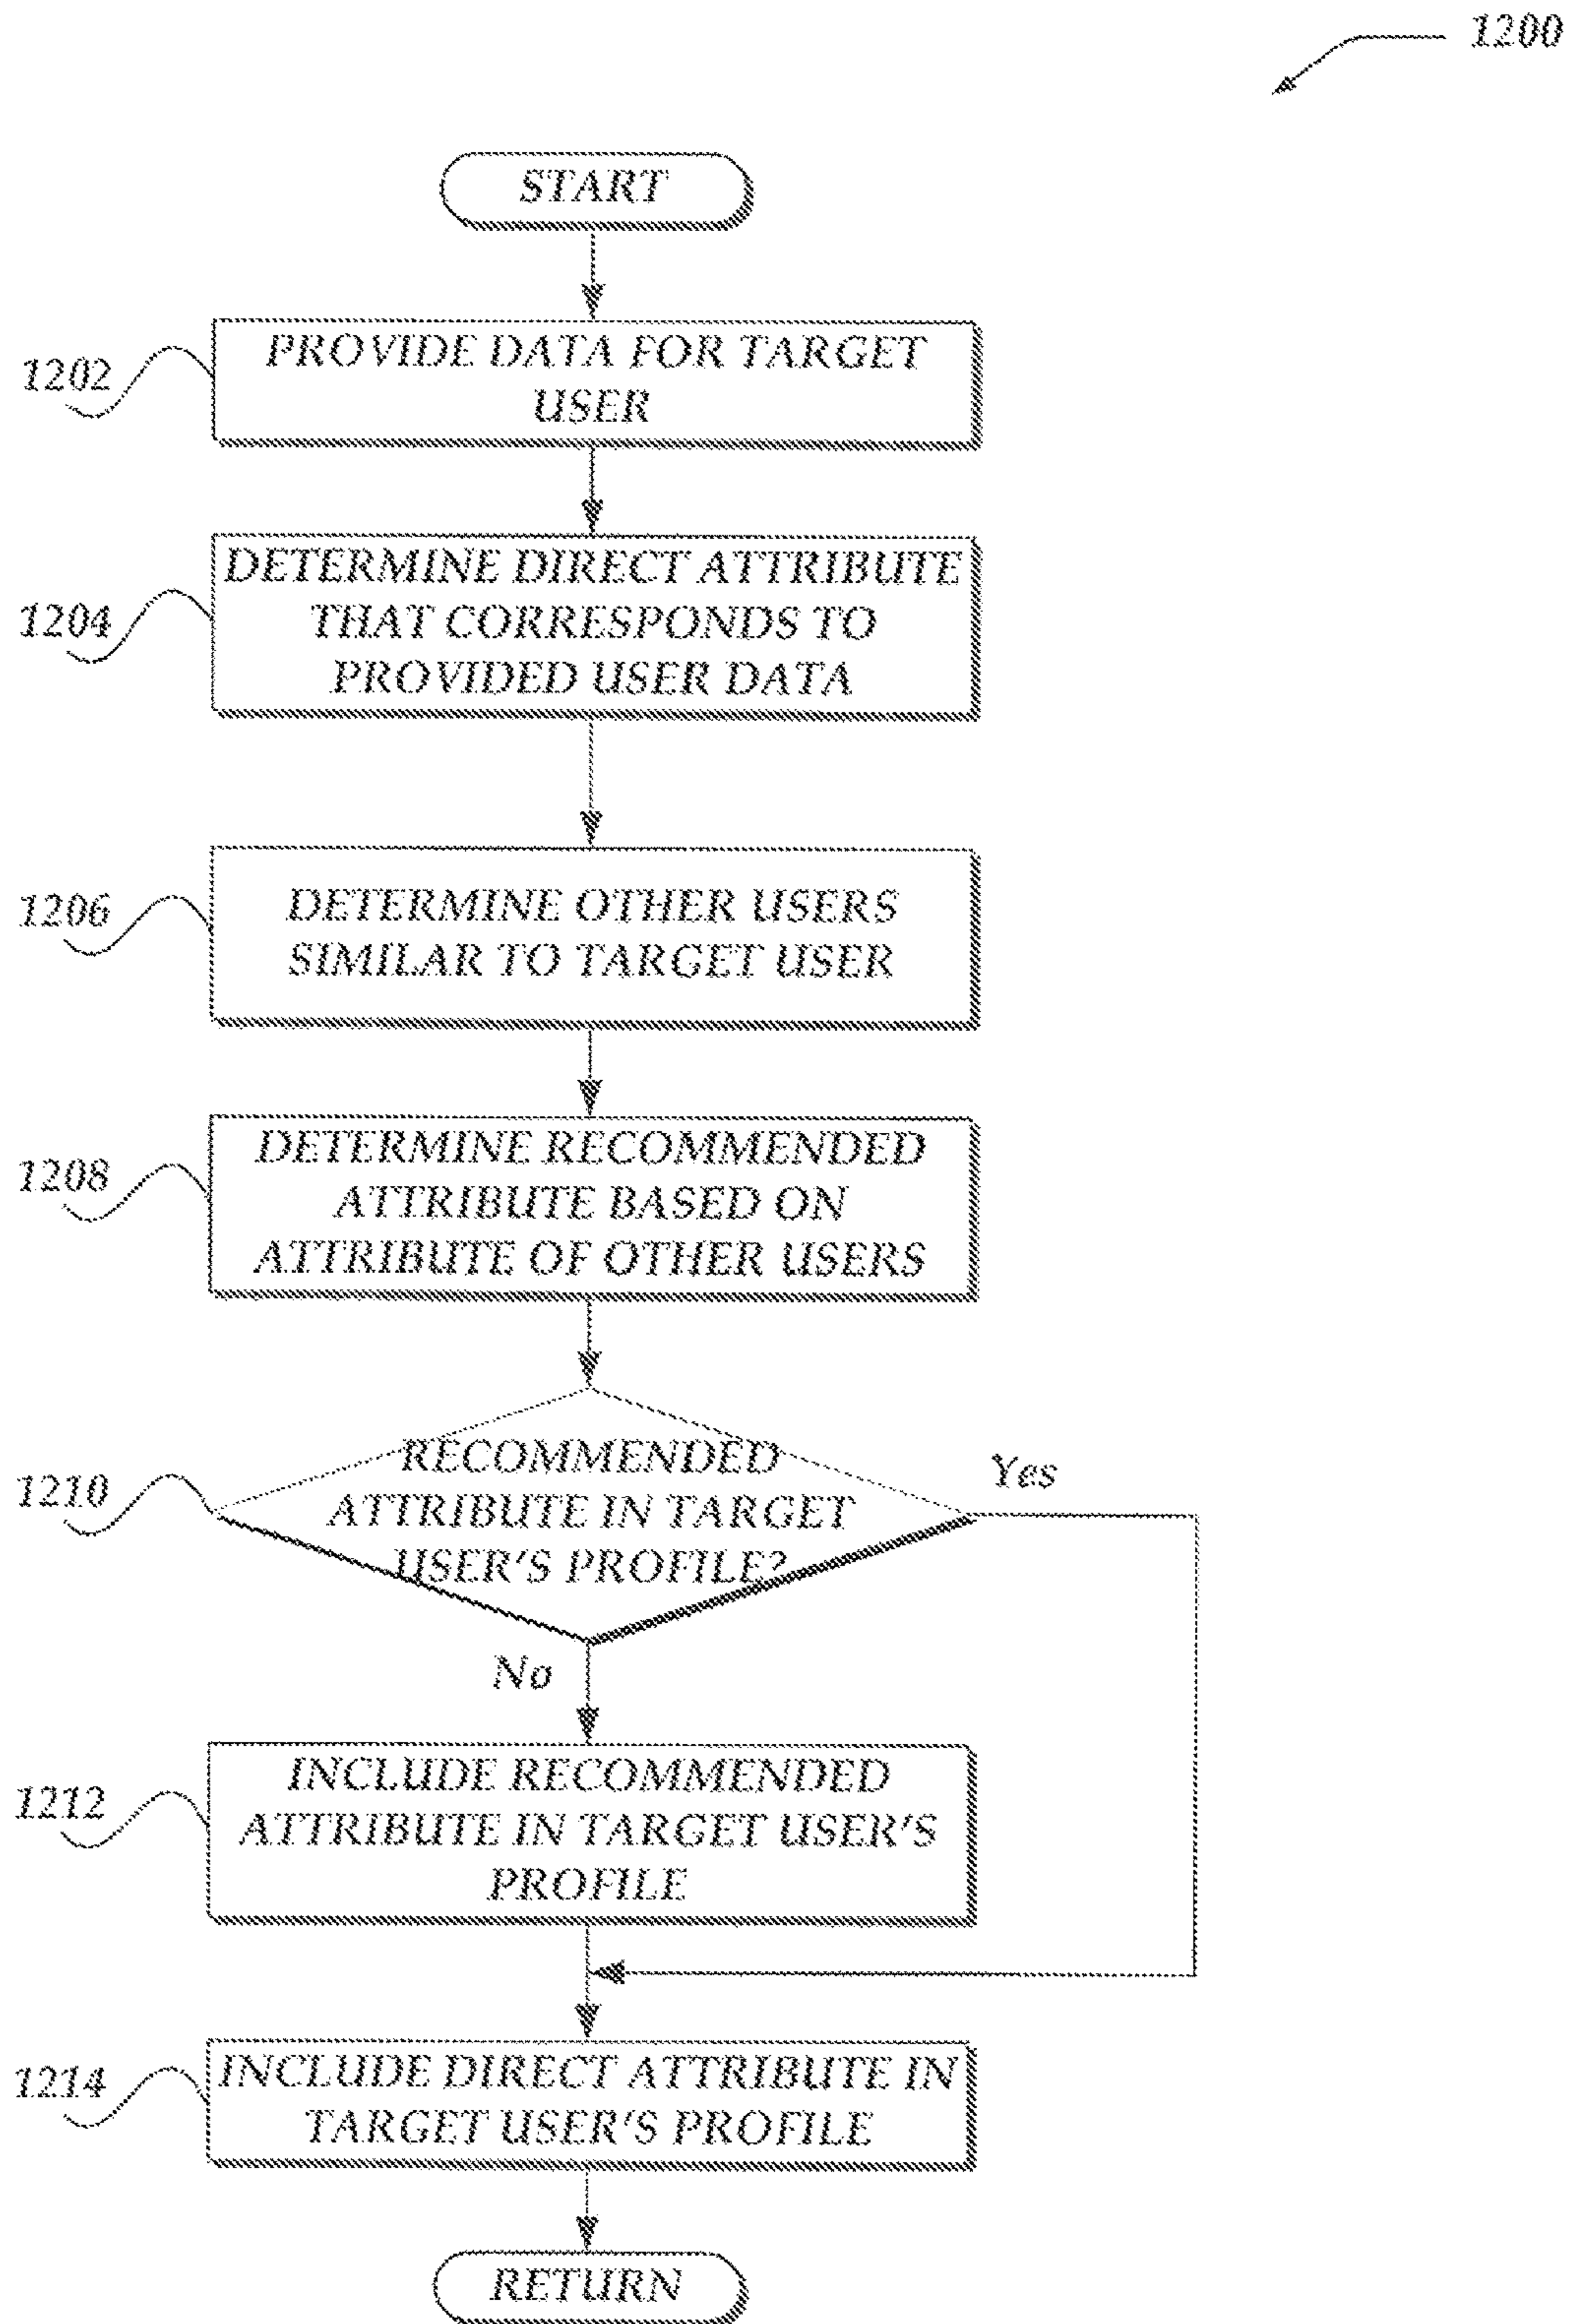 1200
START
1202
PROVIDE DATA FOR TARGET
USER
1204
DETERMINE DIRECT ATTRIBUTE
THAT CORRESPONDS TO
PROVIDED USER DATA
1206
DETERMINE OTHER USERS
SIMILAR TO TARGET USER
1208
DETERMINE RECOMMENDED
ATTRIBUTE BASED ON
ATTRIBUTE OF OTHER USERS
1210
RECOMMENDED
ATTRIBUTE IN TARGET
USER'S PROFILE?
Yes
No
1212
INCLUDE RECOMMENDED
ATTRIBUTE IN TARGET USER'S
PROFILE
1214
INCLUDE DIRECT ATTRIBUTE IN
TARGET USER'S PROFILE
RETURN